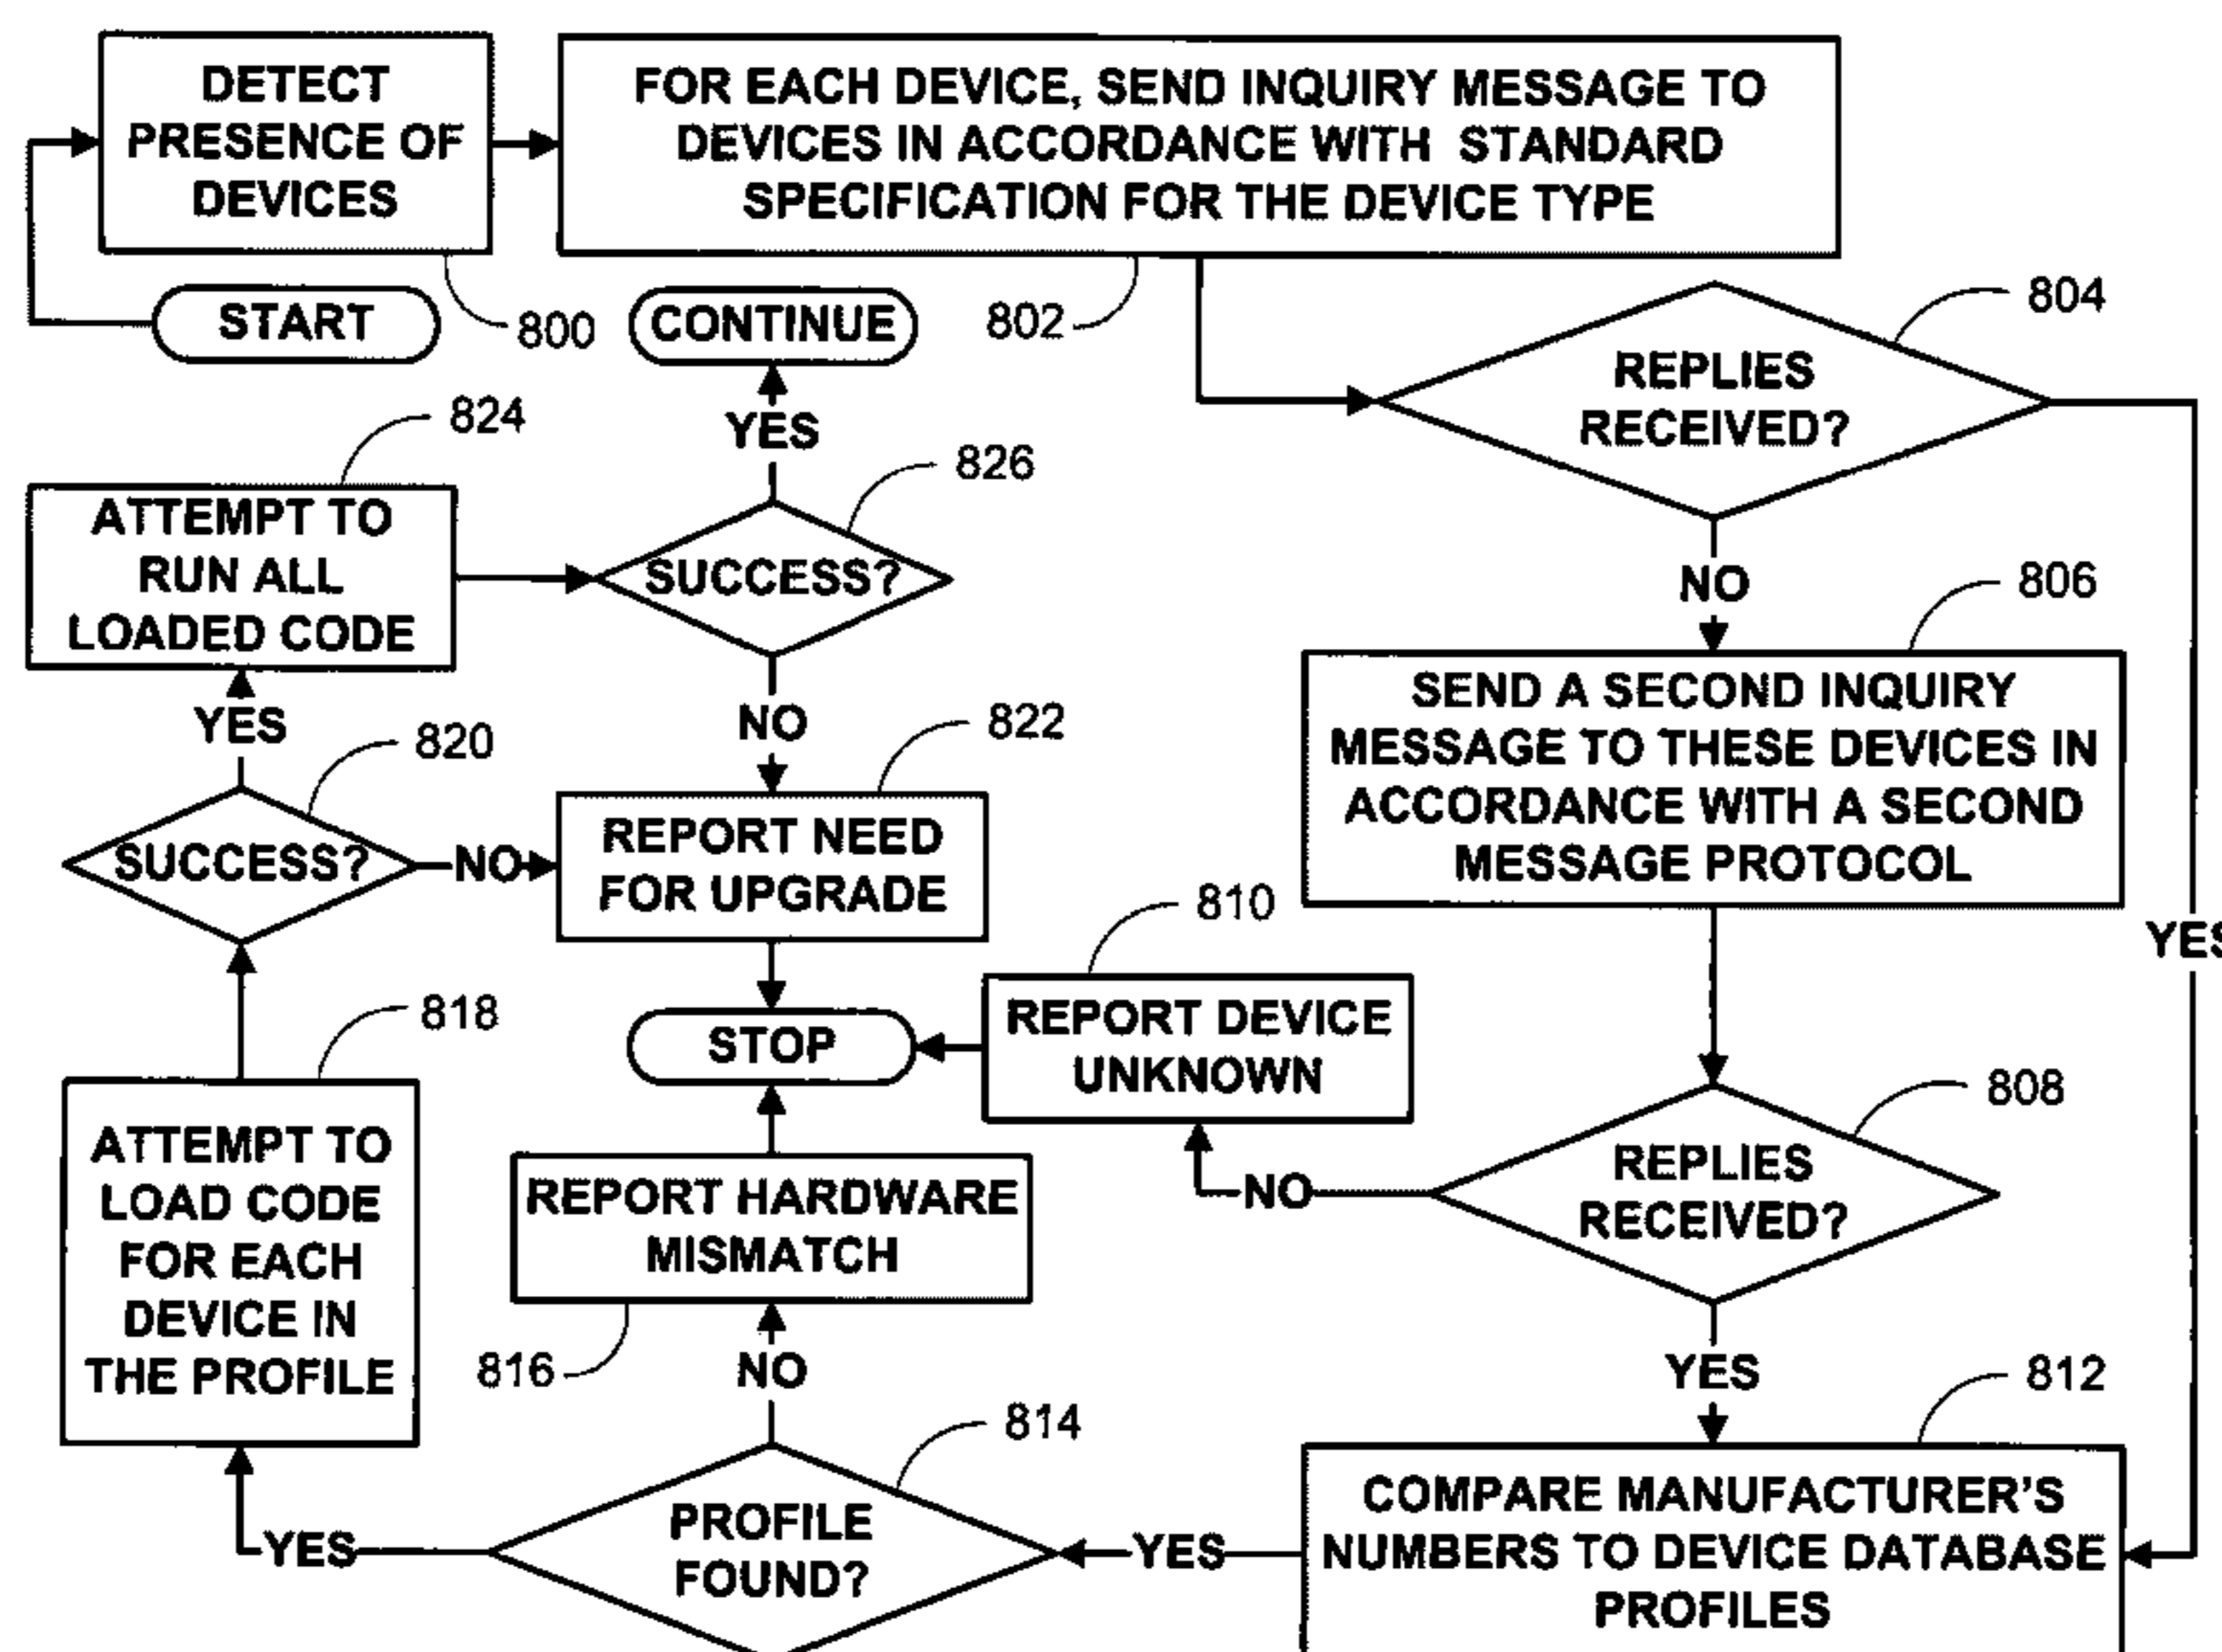 DETECT
PRESENCE OF
DEVICES
FOR EACH DEVICE, SEND INQUIRY MESSAGE TO
DEVICES IN ACCORDANCE WITH STANDARD
SPECIFICATION FOR THE DEVICE TYPE
START
800
CONTINUE
802
804
REPLIES
RECEIVED?
YES
824
826
ATTEMPT TO
RUN ALL
LOADED CODE
SUCCESS?
NO
806
YES
820
NO
822
SEND A SECOND INQUIRY
MESSAGE TO THESE DEVICES IN
ACCORDANCE WITH A SECOND
MESSAGE PROTOCOL
SUCCESS?
NO
REPORT NEED
FOR UPGRADE
810
YES
818
STOP
REPORT DEVICE
UNKNOWN
808
ATTEMPT TO
LOAD CODE
FOR EACH
DEVICE IN
THE PROFILE
REPORT HARDWARE
MISMATCH
NO
REPLIES
RECEIVED?
816
NO
YES
812
814
PROFILE
FOUND?
YES
YES
COMPARE MANUFACTURER'S
NUMBERS TO DEVICE DATABASE
PROFILES